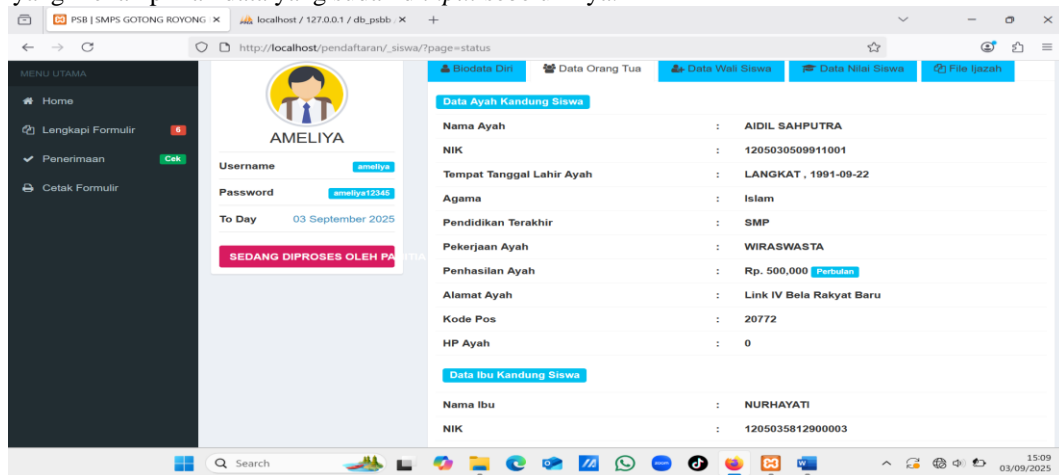 PSB | SMPS GOTONG ROYONG
localhost / 127.0.0.1 / db_psbb
http://localhost/pendaftaran/_siswa/?page=status
MENU UTAMA
Home
Lengkapi Formulir 6
Penerimaan Cek
Cetak Formulir
AMELIYA
Username ameliya
Password ameliya12345
To Day 03 September 2025
SEDANG DIPROSES OLEH PANITIA
Biodata Diri Data Orang Tua Data Wali Siswa Data Nilai Siswa File Ijazah
Data Ayah Kandung Siswa
Nama Ayah : AIDIL SAHPUTRA
NIK : 1205030509911001
Tempat Tanggal Lahir Ayah : LANGKAT , 1991-09-22
Agama : Islam
Pendidikan Terakhir : SMP
Pekerjaan Ayah : WIRASWASTA
Penhasilan Ayah : Rp. 500,000 Perbulan
Alamat Ayah : Link IV Bela Rakyat Baru
Kode Pos : 20772
HP Ayah : 0
Data Ibu Kandung Siswa
Nama Ibu : NURHAYATI
NIK : 1205035812900003
Search
15:09
03/09/2025